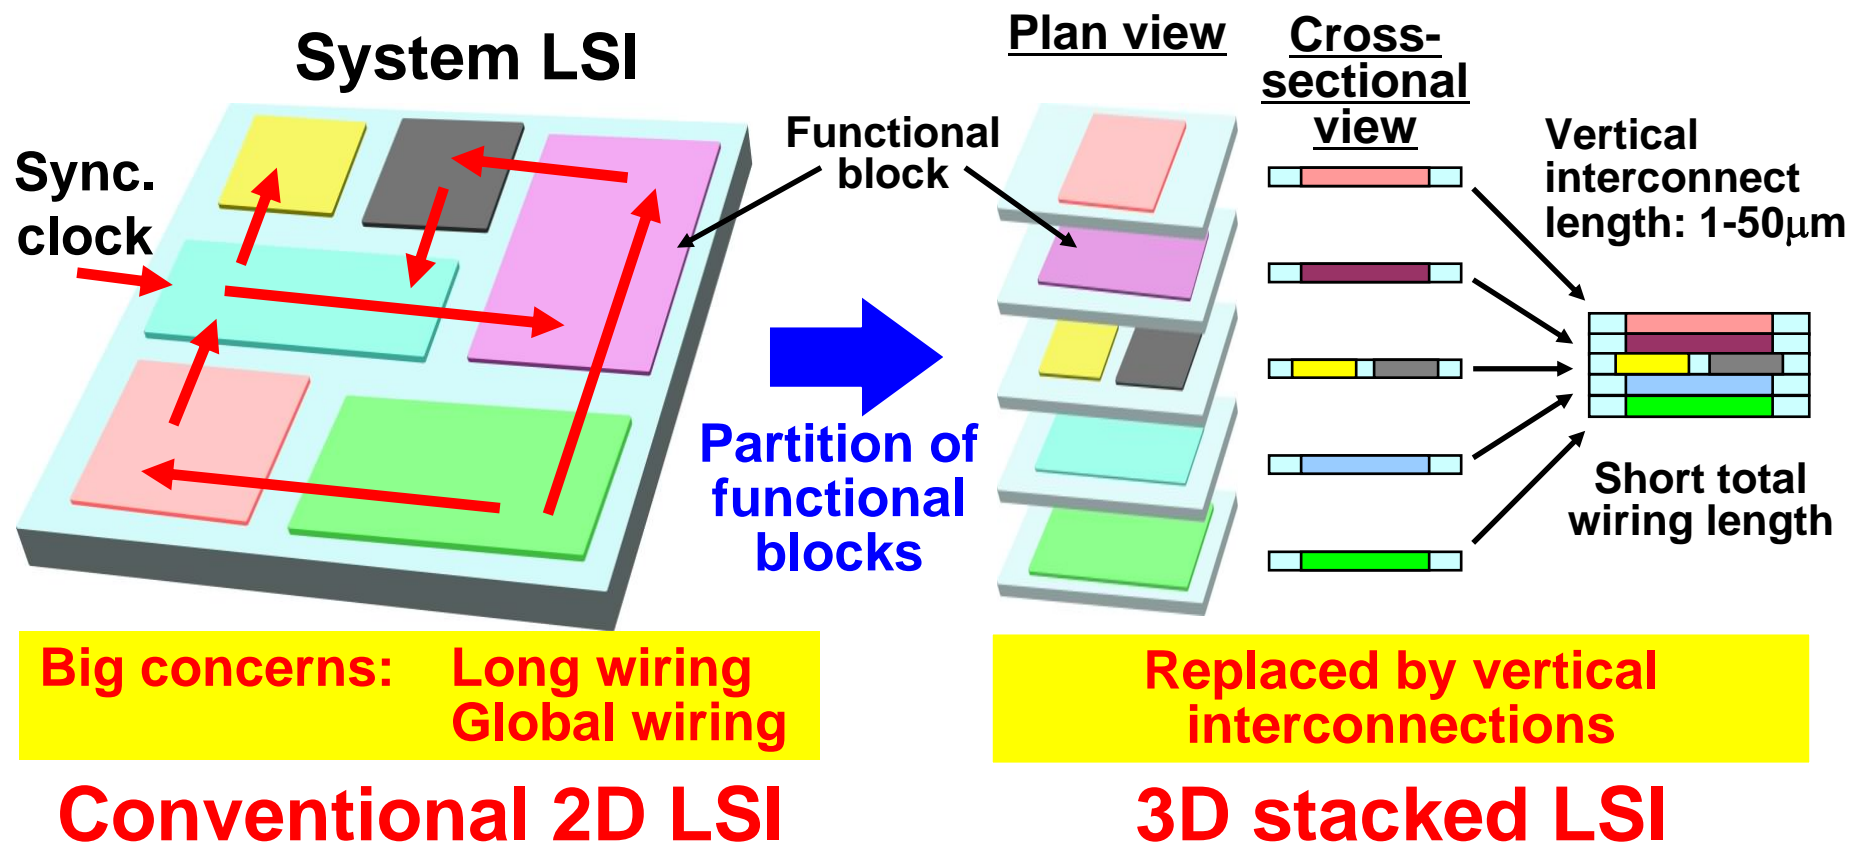 System LSI
Sync.
clock
Functional
block
Plan view
Cross-
sectional
view
Vertical
interconnect
length: 1-50μm
Partition of
functional
blocks
Short total
wiring length
Big concerns: Long wiring
Global wiring
Replaced by vertical
interconnections
Conventional 2D LSI
3D stacked LSI